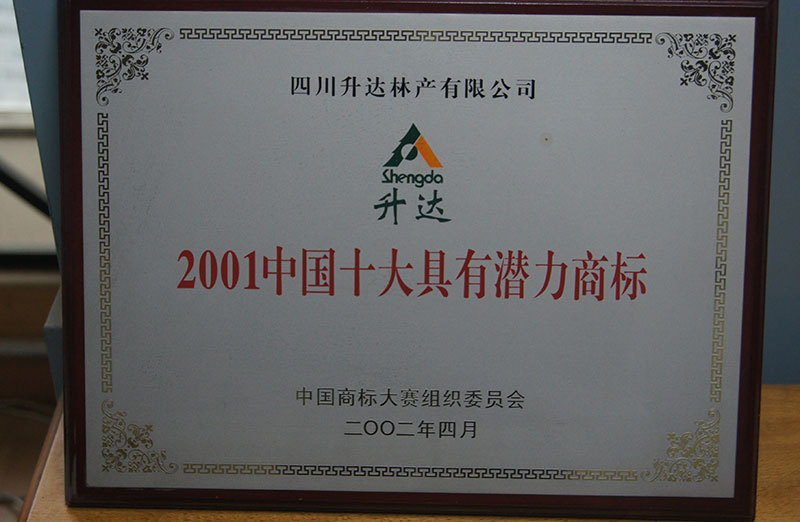 四川升达林产有限公司
Shengda
升达
2001中国十大具有潜力商标
中国商标大赛组织委员会
二〇〇二年四月